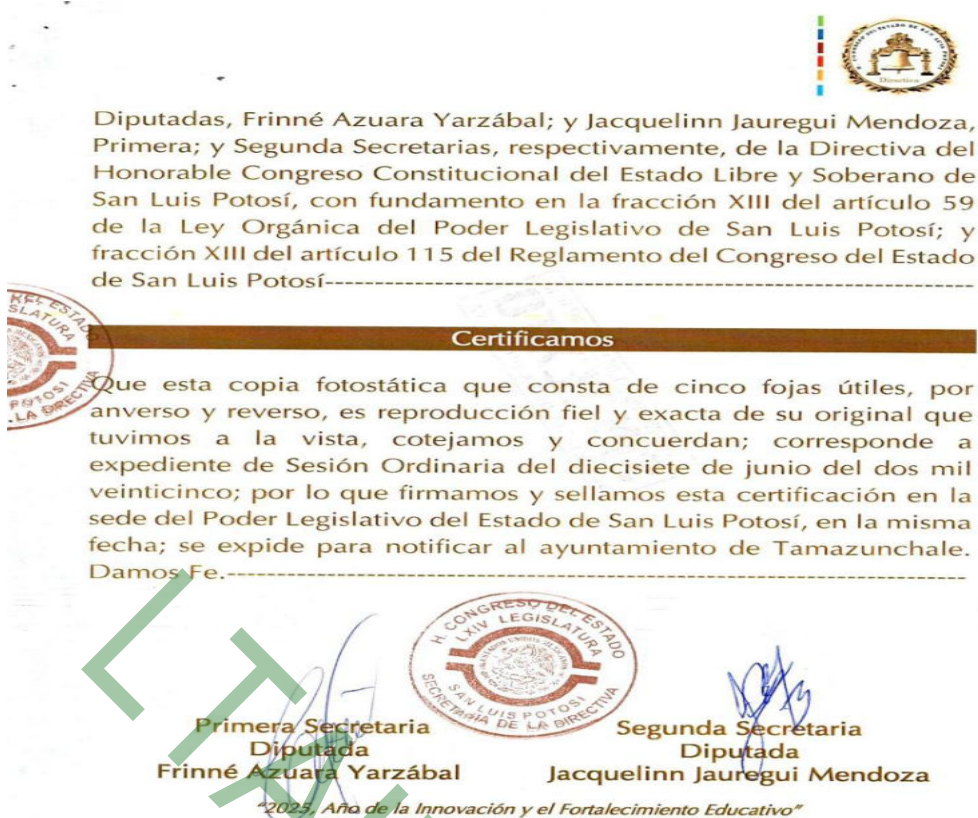 Directiva
Diputadas, Frinné Azuara Yarzábal; y Jacquelinn Jauregui Mendoza,
Primera; y Segunda Secretarias, respectivamente, de la Directiva del
Honorable Congreso Constitucional del Estado Libre y Soberano de
San Luis Potosí, con fundamento en la fracción XIII del artículo 59
de la Ley Orgánica del Poder Legislativo de San Luis Potosí; y
fracción XIII del artículo 115 del Reglamento del Congreso del Estado
de San Luis Potosí-----------------------------------------------------------------
Certificamos
Que esta copia fotostática que consta de cinco fojas útiles, por
anverso y reverso, es reproducción fiel y exacta de su original que
tuvimos a la vista, cotejamos y concuerdan; corresponde a
expediente de Sesión Ordinaria del diecisiete de junio del dos mil
veinticinco; por lo que firmamos y sellamos esta certificación en la
sede del Poder Legislativo del Estado de San Luis Potosí, en la misma
fecha; se expide para notificar al ayuntamiento de Tamazunchale.
Damos Fe.--------------------------------------------------------------------------
H. CONGRESO DEL ESTADO
LXIV LEGISLATURA
ESTADOS UNIDOS MEXICANOS
SAN LUIS POTOSI
SECRETARIA DE LA DIRECTIVA
Primera Secretaria
Diputada
Frinné Azuara Yarzábal
Segunda Secretaria
Diputada
Jacquelinn Jauregui Mendoza
"2025, Año de la Innovación y el Fortalecimiento Educativo"